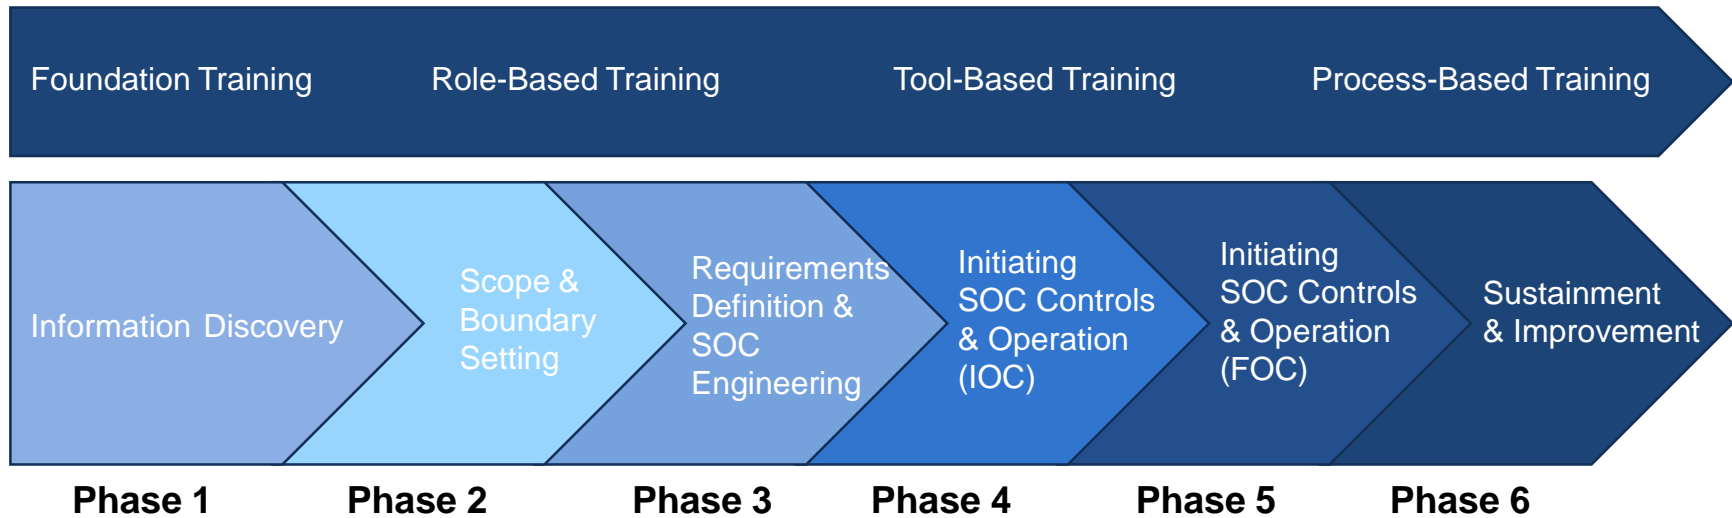 Foundation Training
Role-Based Training
Tool-Based Training
Process-Based Training
Information Discovery
Scope &
Boundary
Setting
Requirements
Definition &
SOC
Engineering
Initiating
SOC Controls
& Operation
(IOC)
Initiating
SOC Controls
& Operation
(FOC)
Sustainment
& Improvement
Phase 1
Phase 2
Phase 3
Phase 4
Phase 5
Phase 6